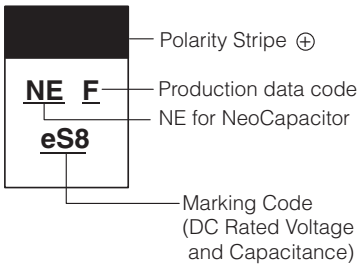 Polarity Stripe ⊕
NE F
Production data code
NE for NeoCapacitor
eS8
Marking Code
(DC Rated Voltage
and Capacitance)